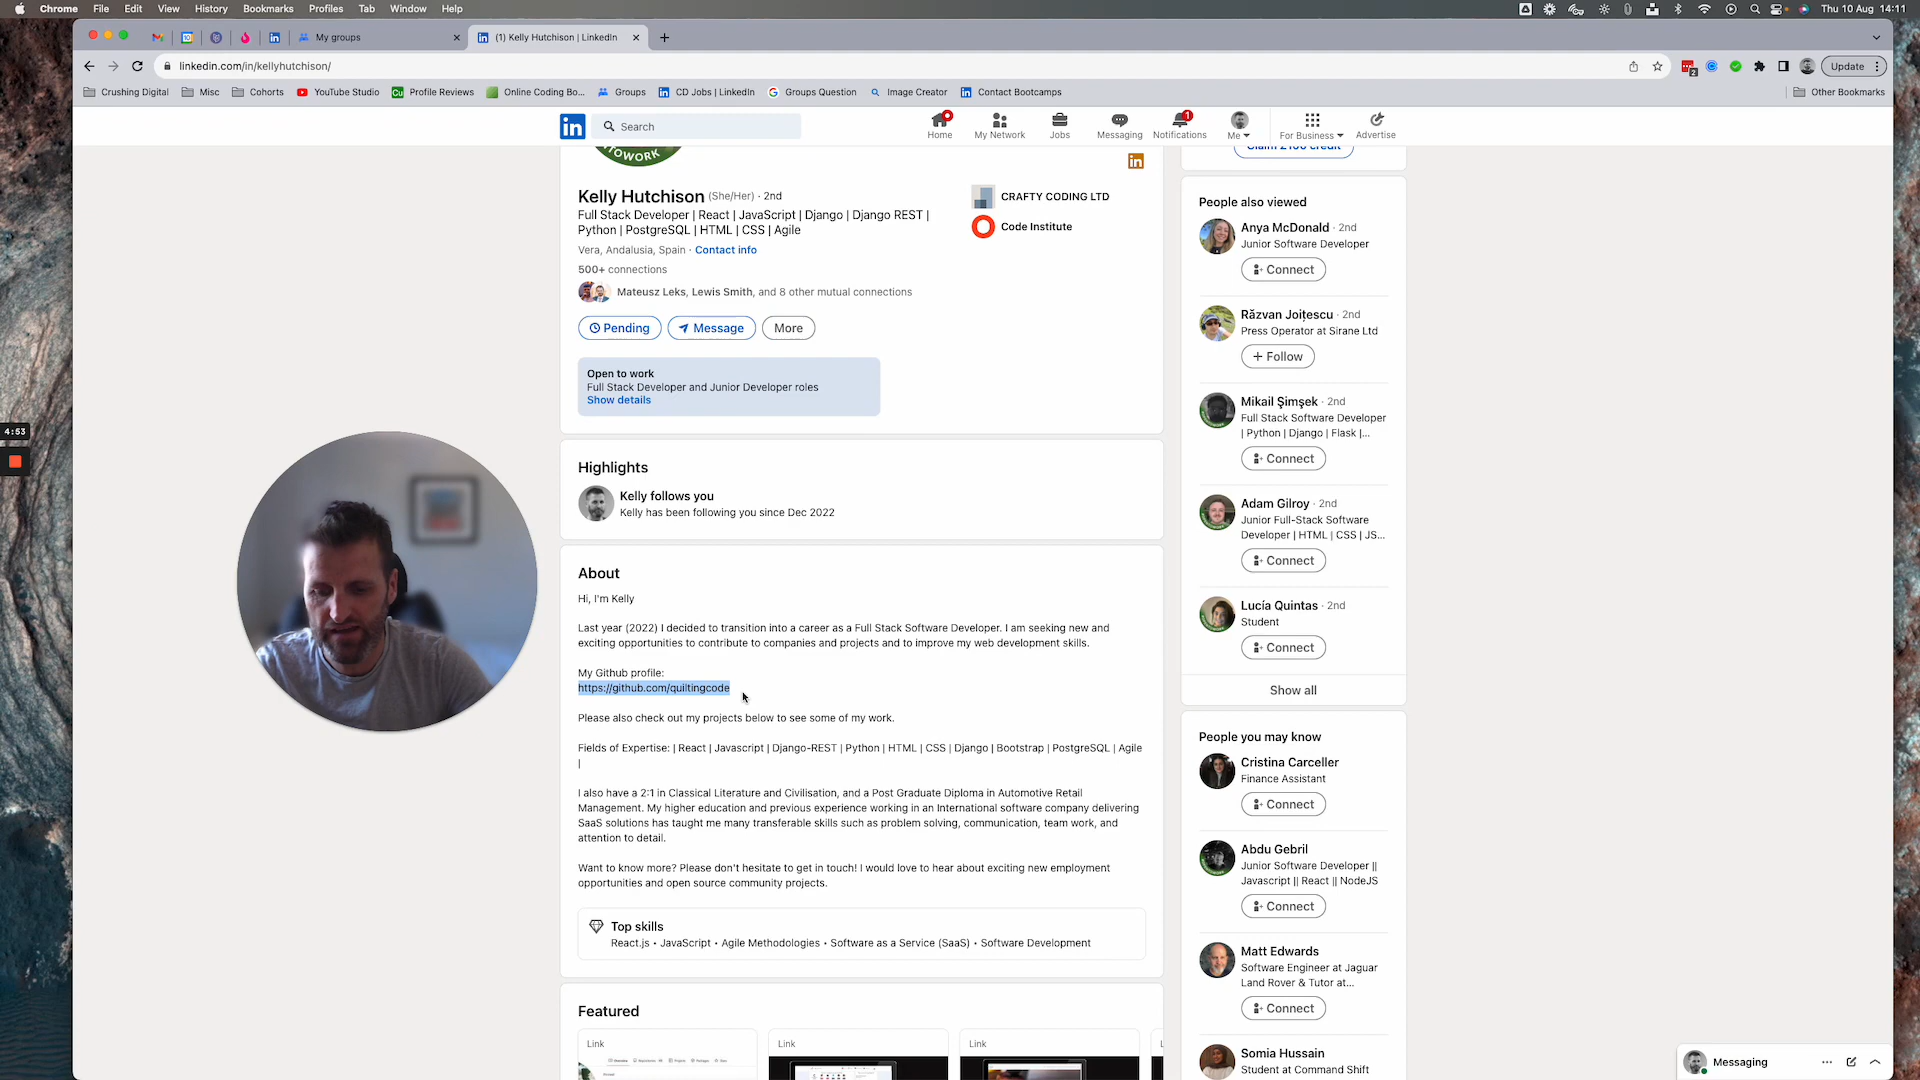 Chrome File Edit View History Bookmarks Profiles Tab Window Help
Thu 10 Aug 14:11
My groups
(1) Kelly Hutchison | LinkedIn
linkedin.com/in/kellyhutchison/
Update
Crushing Digital Misc Cohorts YouTube Studio Profile Reviews Online Coding Bo... Groups CD Jobs | LinkedIn Groups Question Image Creator Contact Bootcamps Other Bookmarks
in Search
Home My Network Jobs Messaging Notifications Me For Business Advertise
1
TOWORK
Claim £100 credit
Kelly Hutchison (She/Her) · 2nd
Full Stack Developer | React | JavaScript | Django | Django REST |
Python | PostgreSQL | HTML | CSS | Agile
Vera, Andalusia, Spain · Contact info
500+ connections
Mateusz Leks, Lewis Smith, and 8 other mutual connections
Pending Message More
CRAFTY CODING LTD
Code Institute
Open to work
Full Stack Developer and Junior Developer roles
Show details
4:53
Highlights
Kelly follows you
Kelly has been following you since Dec 2022
About
Hi, I'm Kelly
Last year (2022) I decided to transition into a career as a Full Stack Software Developer. I am seeking new and
exciting opportunities to contribute to companies and projects and to improve my web development skills.
My Github profile:
https://github.com/quiltingcode
Please also check out my projects below to see some of my work.
Fields of Expertise: | React | Javascript | Django-REST | Python | HTML | CSS | Django | Bootstrap | PostgreSQL | Agile
|
I also have a 2:1 in Classical Literature and Civilisation, and a Post Graduate Diploma in Automotive Retail
Management. My higher education and previous experience working in an International software company delivering
SaaS solutions has taught me many transferable skills such as problem solving, communication, team work, and
attention to detail.
Want to know more? Please don't hesitate to get in touch! I would love to hear about exciting new employment
opportunities and open source community projects.
Top skills
React.js • JavaScript • Agile Methodologies • Software as a Service (SaaS) • Software Development
Featured
Link
Link
Link
People also viewed
Anya McDonald · 2nd
Junior Software Developer
Connect
Răzvan Joițescu · 2nd
Press Operator at Sirane Ltd
+ Follow
Mikail Şimşek · 2nd
Full Stack Software Developer
| Python | Django | Flask |...
Connect
Adam Gilroy · 2nd
Junior Full-Stack Software
Developer | HTML | CSS | JS...
Connect
Lucía Quintas · 2nd
Student
Connect
Show all
People you may know
Cristina Carceller
Finance Assistant
Connect
Abdu Gebril
Junior Software Developer ||
Javascript || React || NodeJS
Connect
Matt Edwards
Software Engineer at Jaguar
Land Rover & Tutor at...
Connect
Somia Hussain
Student at Command Shift
Messaging